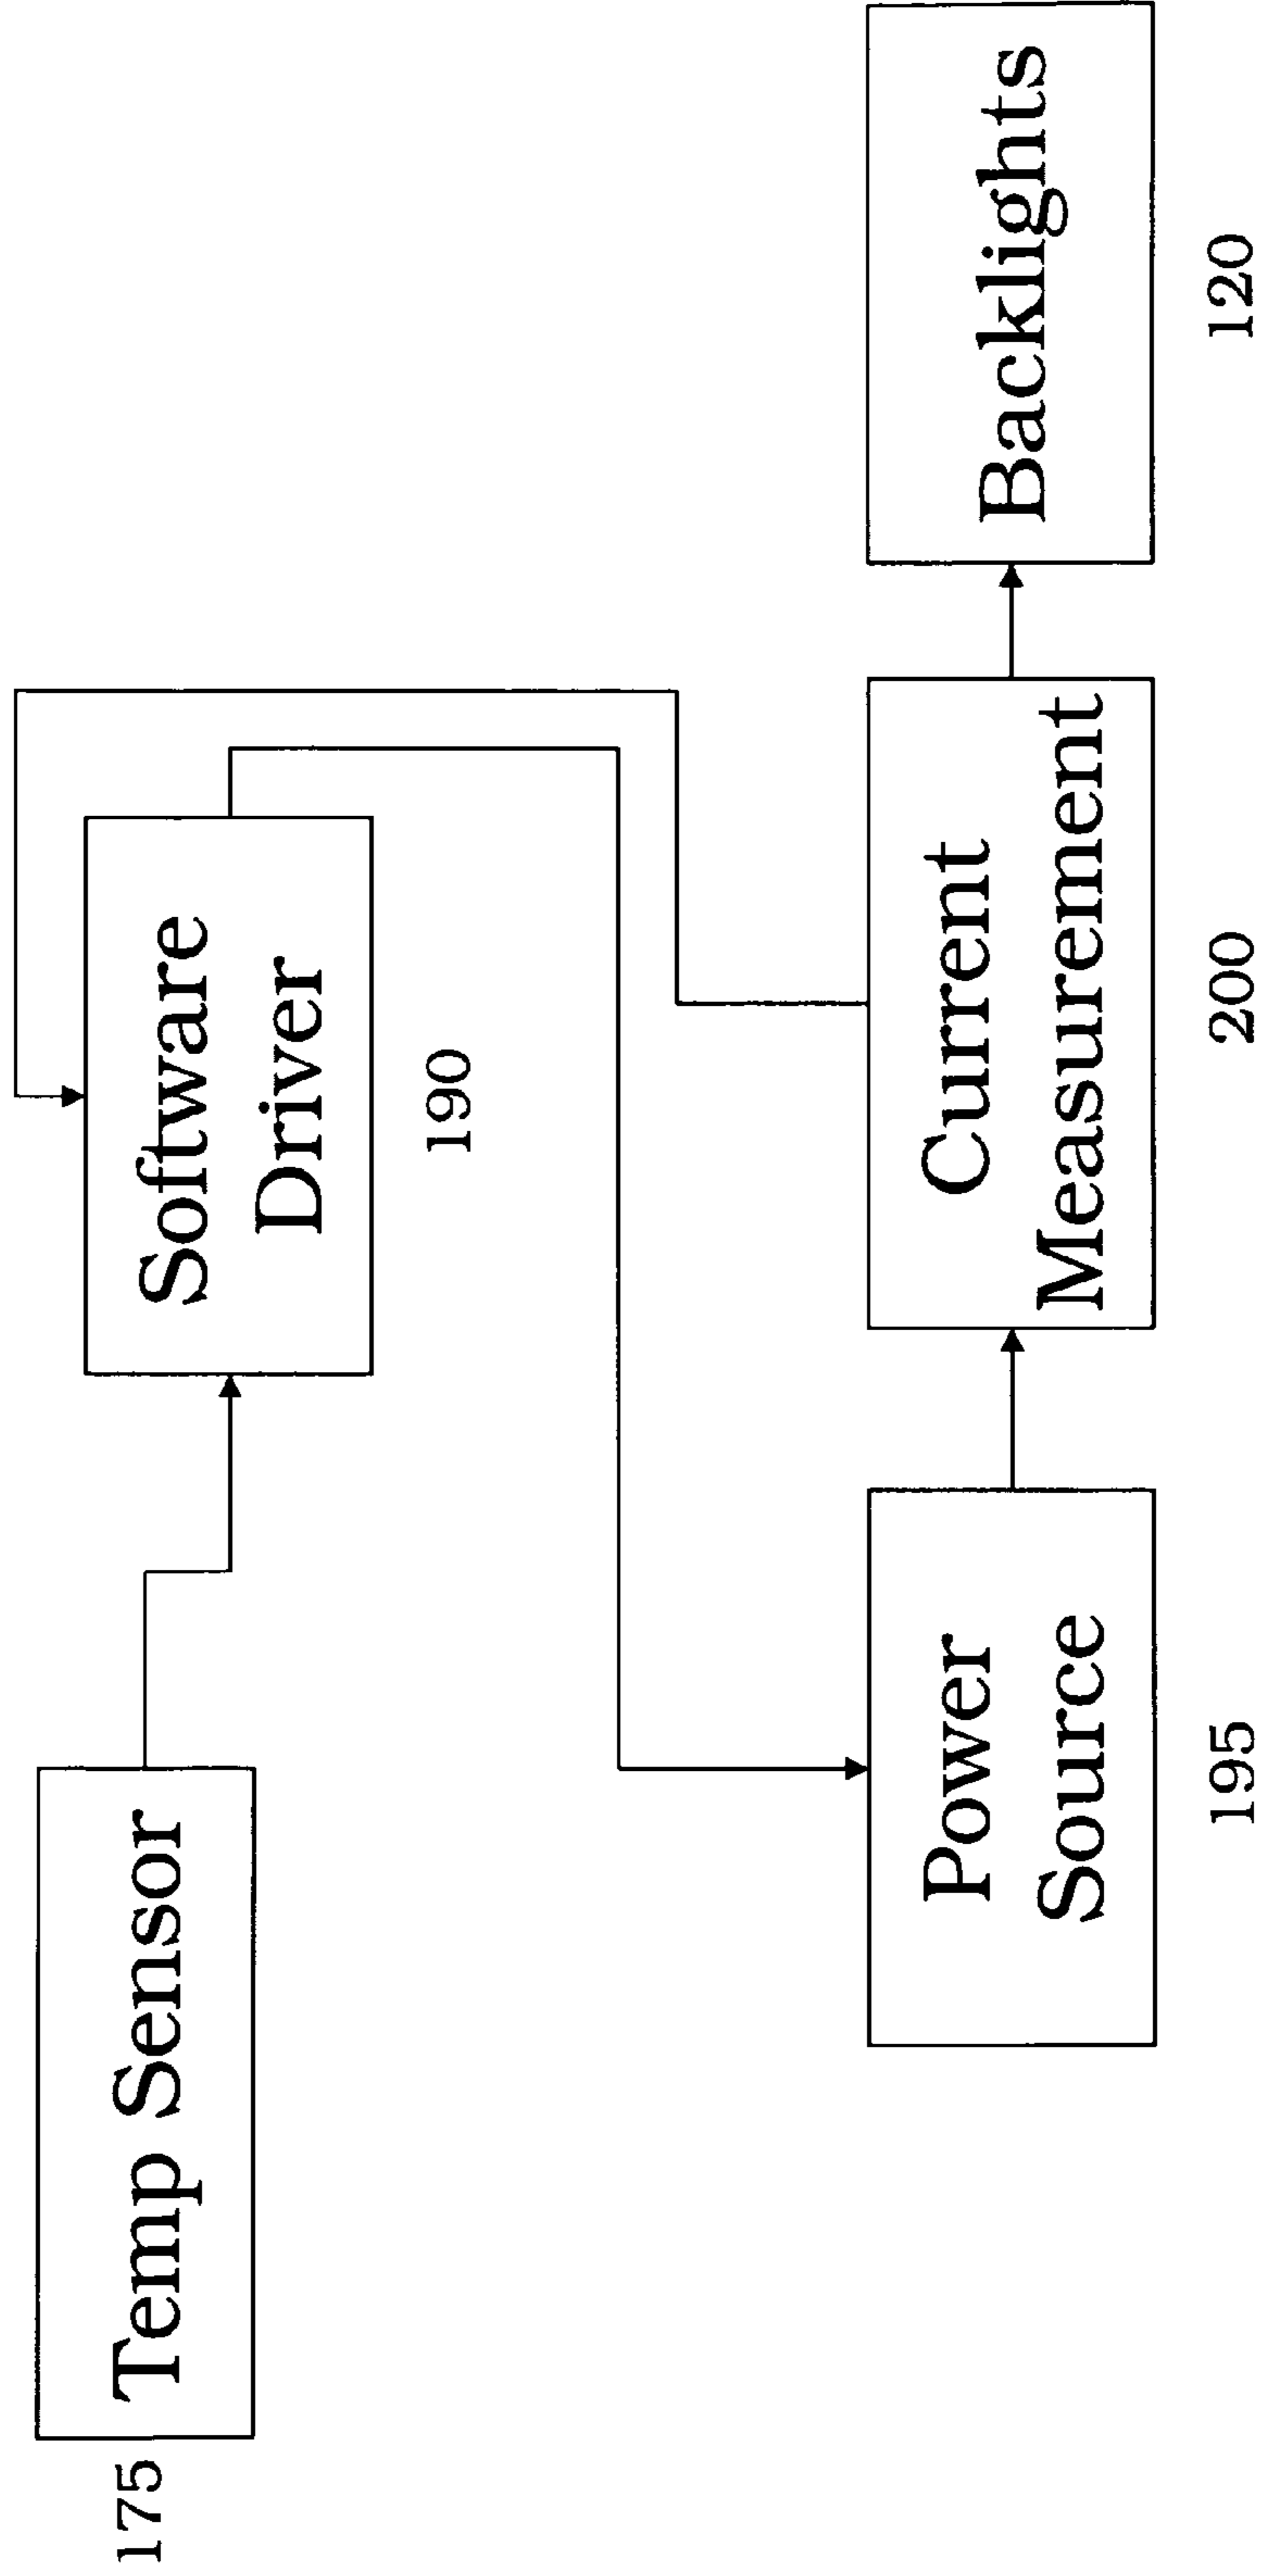 175
Temp Sensor
Software
Driver
190
Power
Source
195
Current
Measurement
200
Backlights
120